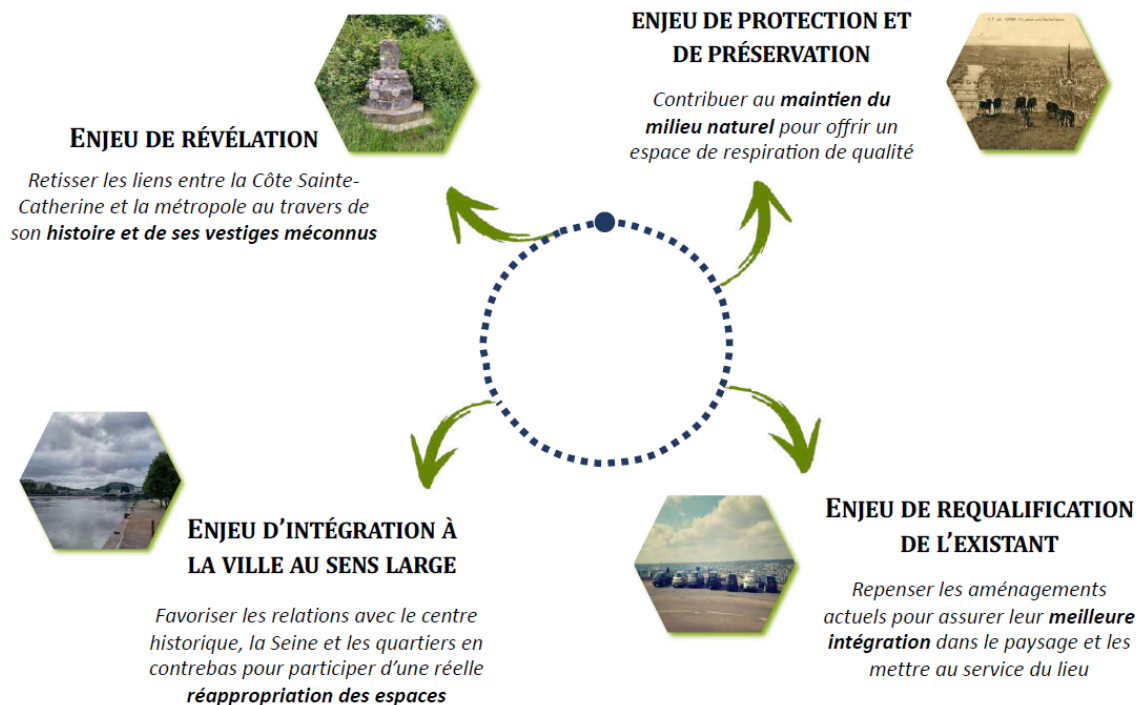 ENJEU DE RÉVÉLATION
Retisser les liens entre la Côte Sainte-
Catherine et la métropole au travers de
son histoire et de ses vestiges méconnus
ENJEU DE PROTECTION ET
DE PRÉSERVATION
Contribuer au maintien du
milieu naturel pour offrir un
espace de respiration de qualité
ENJEU D’INTÉGRATION À
LA VILLE AU SENS LARGE
Favoriser les relations avec le centre
historique, la Seine et les quartiers en
contrebas pour participer d’une réelle
réappropriation des espaces
ENJEU DE REQUALIFICATION
DE L’EXISTANT
Repenser les aménagements
actuels pour assurer leur meilleure
intégration dans le paysage et les
mettre au service du lieu